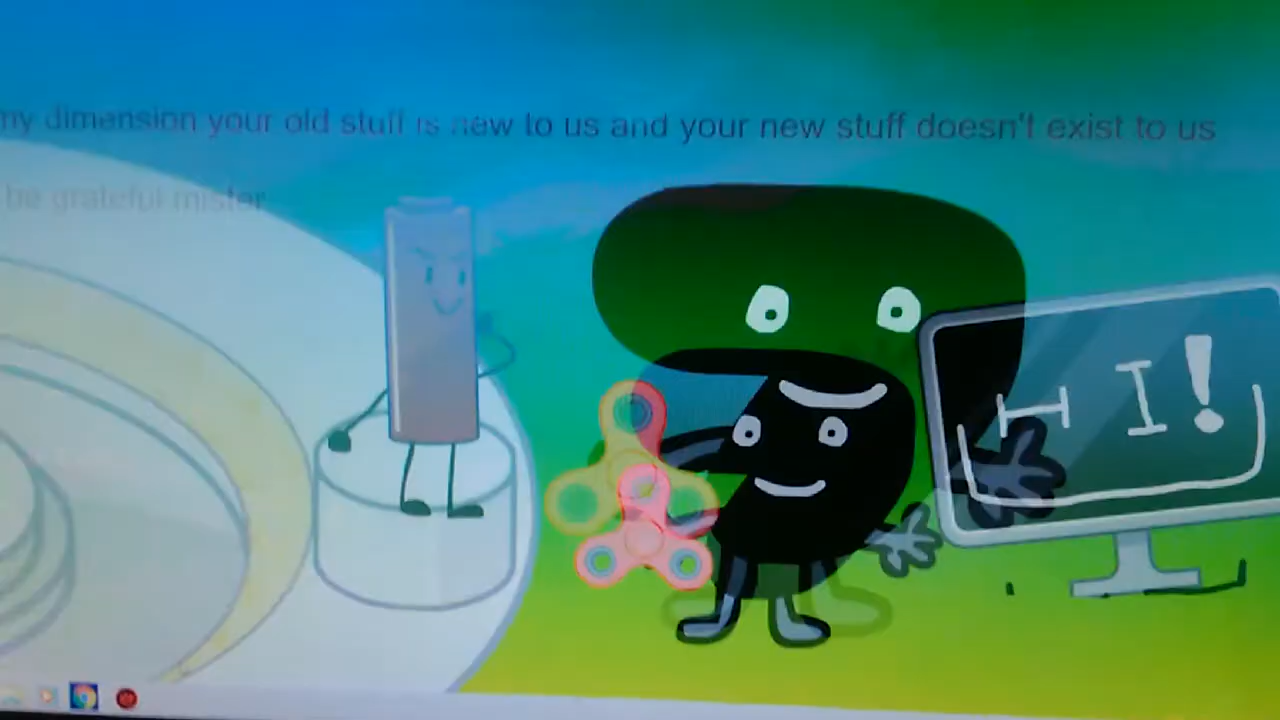 my dimension your old stuff is new to us and your new stuff doesn't exist to us
be grateful mister
HI!